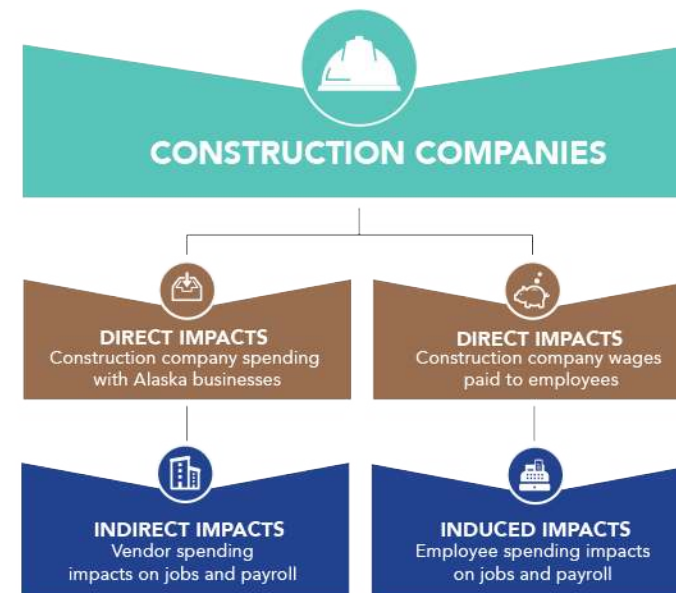 CONSTRUCTION COMPANIES
DIRECT IMPACTS
Construction company spending
with Alaska businesses
DIRECT IMPACTS
Construction company wages
paid to employees
INDIRECT IMPACTS
Vendor spending
impacts on jobs and payroll
INDUCED IMPACTS
Employee spending impacts
on jobs and payroll